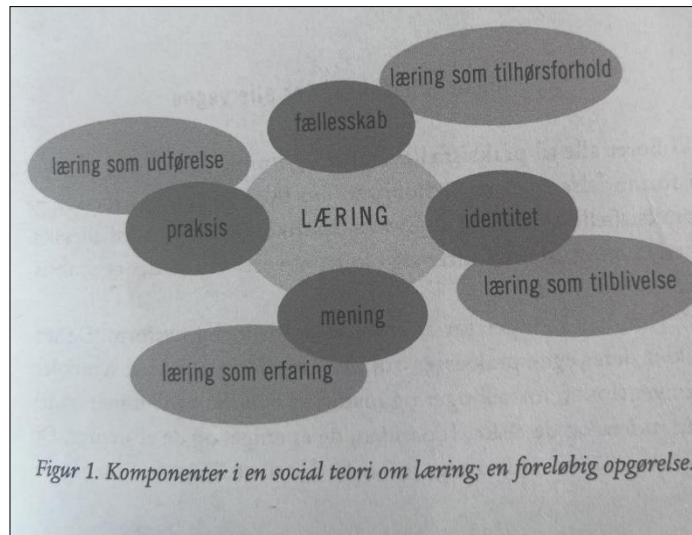 læring som tilhørsforhold
fællesskab
læring som udførelse
praksis
LÆRING
identitet
læring som tilblivelse
mening
læring som erfaring
Figur 1. Komponenter i en social teori om læring; en foreløbig opgørelse.